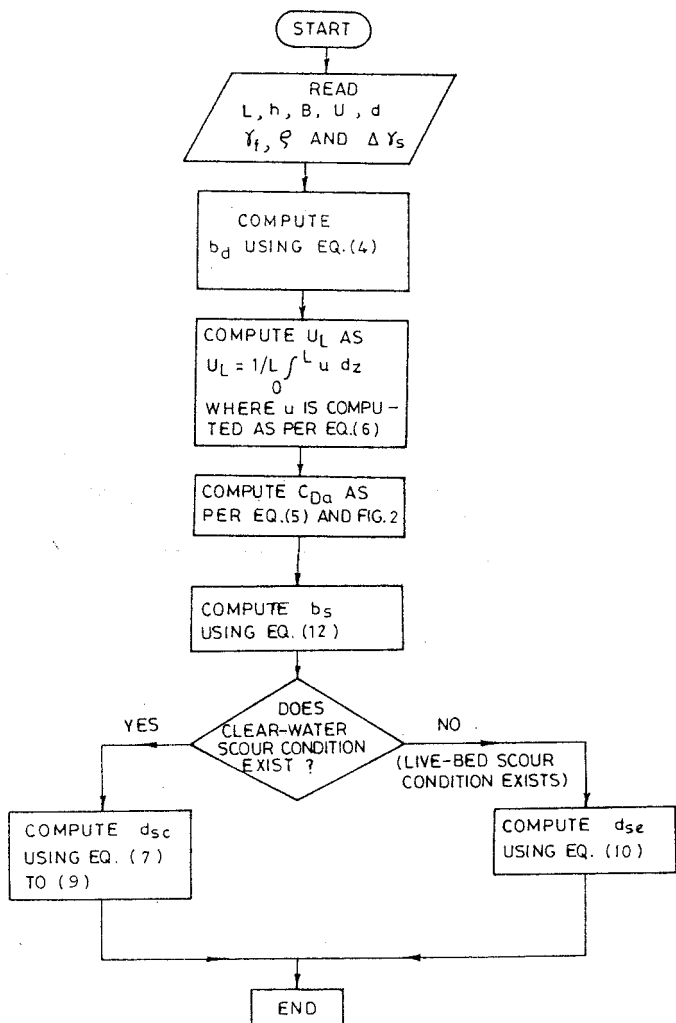 START
READ
L, h, B, U, d
γf, ρ AND Δγs
COMPUTE
bd USING EQ.(4)
COMPUTE UL AS
UL = 1/L ∫0L u dz
WHERE u IS COMPU-
TED AS PER EQ.(6)
COMPUTE CDa AS
PER EQ.(5) AND FIG.2
COMPUTE bs
USING EQ. (12)
DOES
CLEAR-WATER
SCOUR CONDITION
EXIST ?
YES
NO
(LIVE-BED SCOUR
CONDITION EXISTS)
COMPUTE dsc
USING EQ. (7)
TO (9)
COMPUTE dse
USING EQ. (10)
END